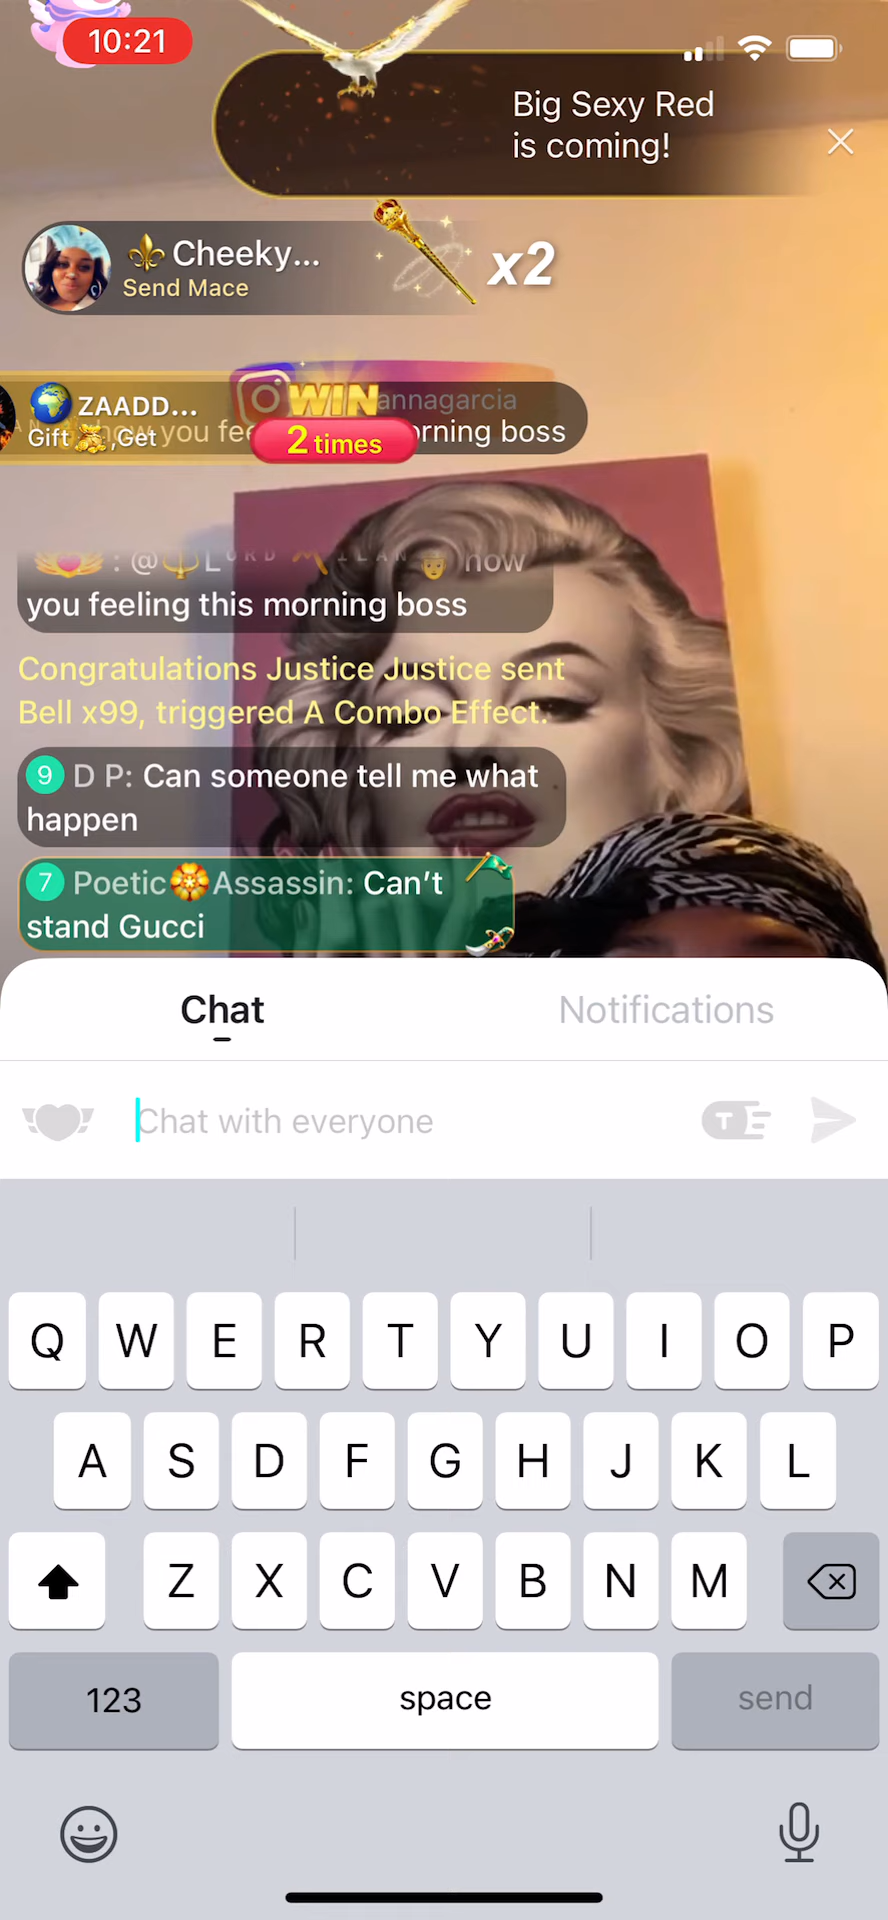 10:21
Big Sexy Red
is coming!
Cheeky...
Send Mace
x2
ZAADD...
WIN
annagarcia
Gift ,Get
you
2 times
rning boss
you feeling this morning boss
Congratulations Justice Justice sent
Bell x99, triggered A Combo Effect.
9 D P: Can someone tell me what
happen
7 Poetic Assassin: Can't
stand Gucci
Chat
Notifications
Chat with everyone
T
Q W E R T Y U I O P
A S D F G H J K L
Z X C V B N M
123
space
send